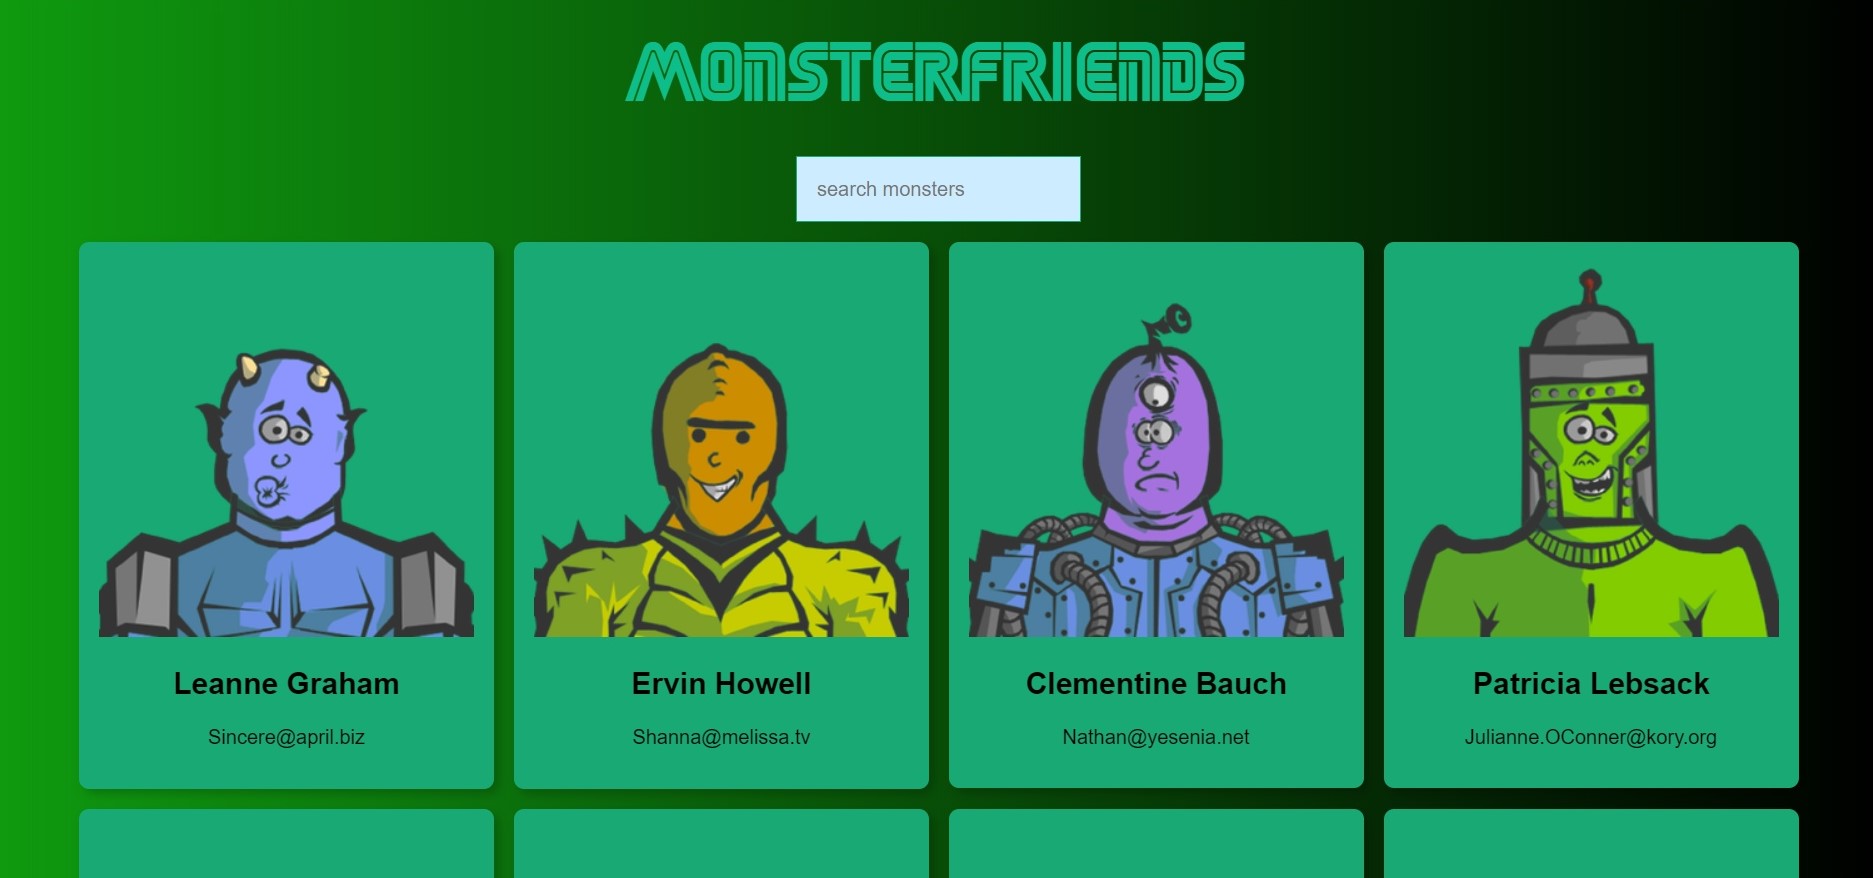 MONSTERFRIENDS
search monsters
Leanne Graham
Ervin Howell
Clementine Bauch
Patricia Lebsack
Sincere@april.biz
Shanna@melissa.tv
Nathan@yesenia.net
Julianne.OConner@kory.org